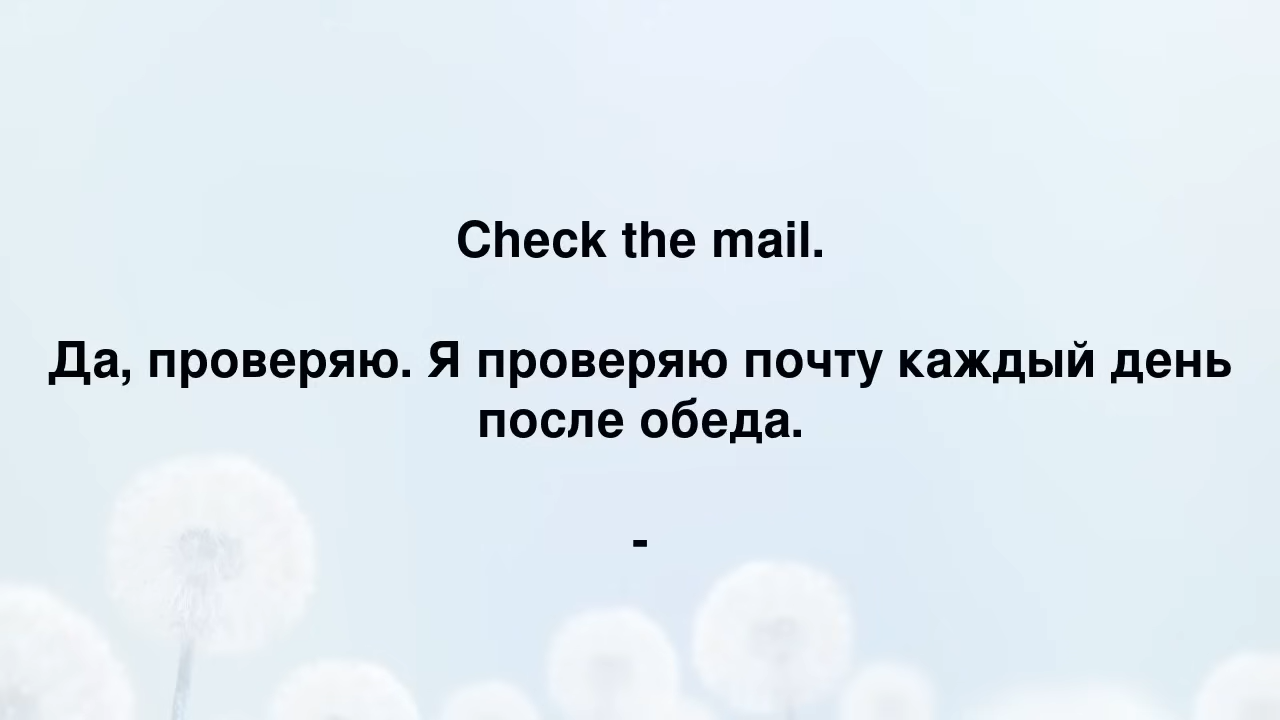 Check the mail.
Да, проверяю. Я проверяю почту каждый день
после обеда.
-